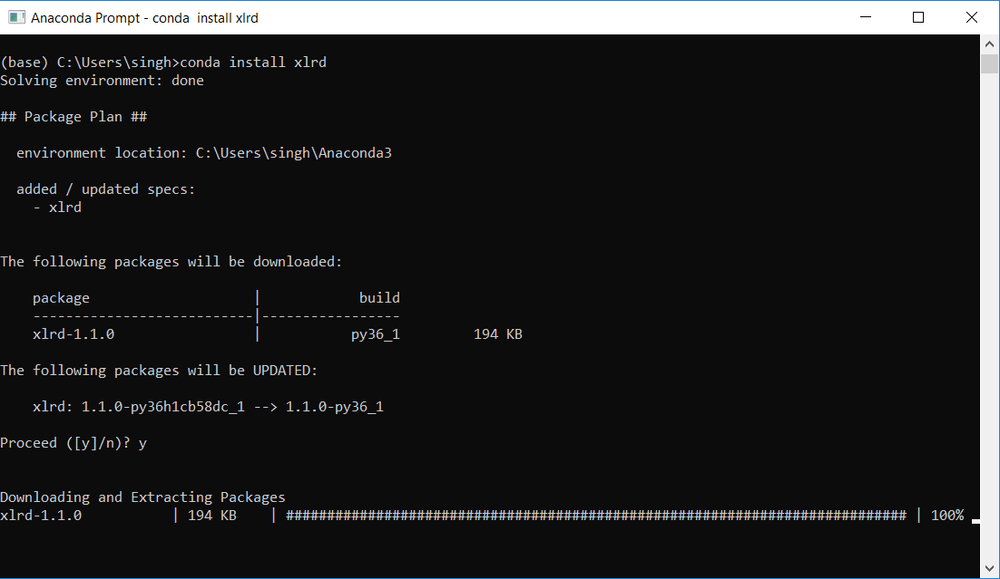 Anaconda Prompt - conda  install xlrd
(base) C:\Users\singh>conda install xlrd
Solving environment: done
## Package Plan ##
  environment location: C:\Users\singh\Anaconda3
  added / updated specs:
    - xlrd
The following packages will be downloaded:
    package                    |            build
    ---------------------------|-----------------
    xlrd-1.1.0                 |           py36_1         194 KB
The following packages will be UPDATED:
    xlrd: 1.1.0-py36h1cb58dc_1 --> 1.1.0-py36_1
Proceed ([y]/n)? y
Downloading and Extracting Packages
xlrd-1.1.0           | 194 KB    | ############################################################################ | 100%